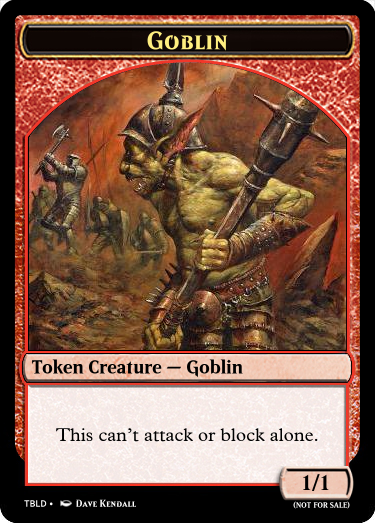 GOBLIN
Token Creature — Goblin
This can't attack or block alone.
1/1
TBLD • DAVE KENDALL
(NOT FOR SALE)